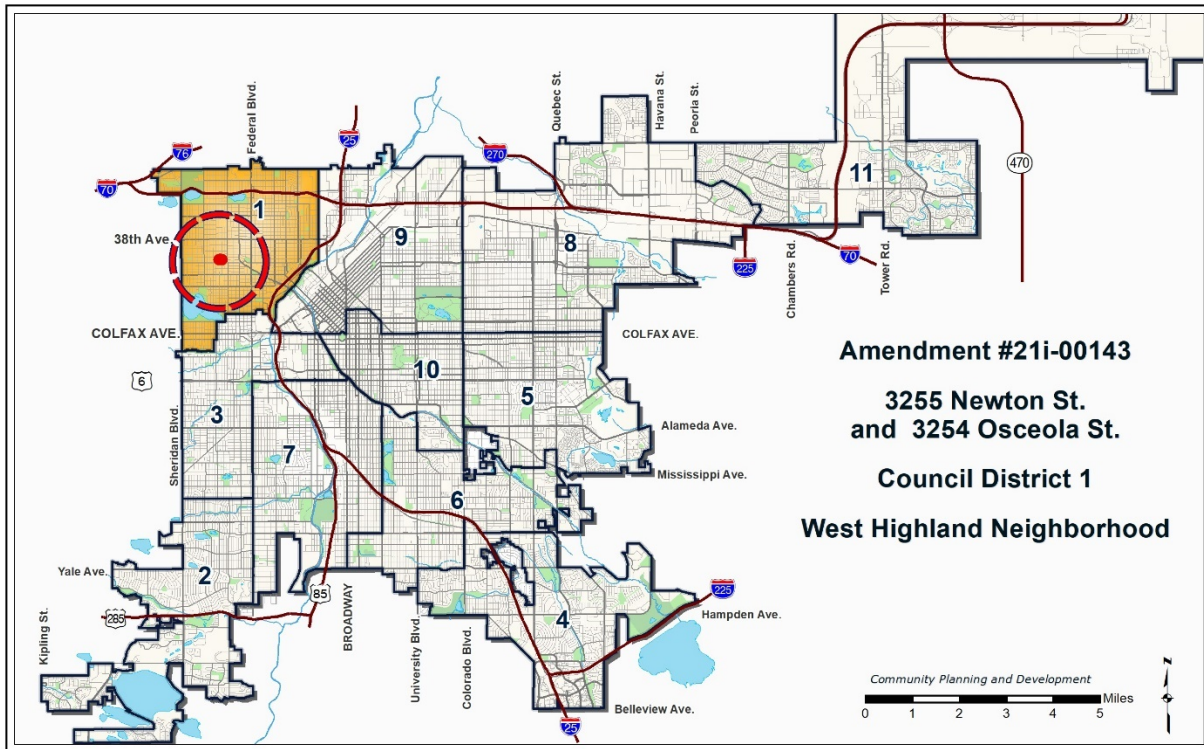 Federal Blvd.
Quebec St.
Havana St.
Peoria St.
76
25
270
70
1
11
470
38th Ave.
9
8
225
70
Chambers Rd.
Tower Rd.
COLFAX AVE.
COLFAX AVE.
6
10
5
3
Sheridan Blvd.
Alameda Ave.
7
Mississippi Ave.
6
Yale Ave.
2
85
285
BROADWAY
University Blvd.
Colorado Blvd.
4
225
Hampden Ave.
Kipling St.
Belleview Ave.
25
Amendment #21i-00143
3255 Newton St.
and 3254 Osceola St.
Council District 1
West Highland Neighborhood
Community Planning and Development
Miles
0 1 2 3 4 5
N